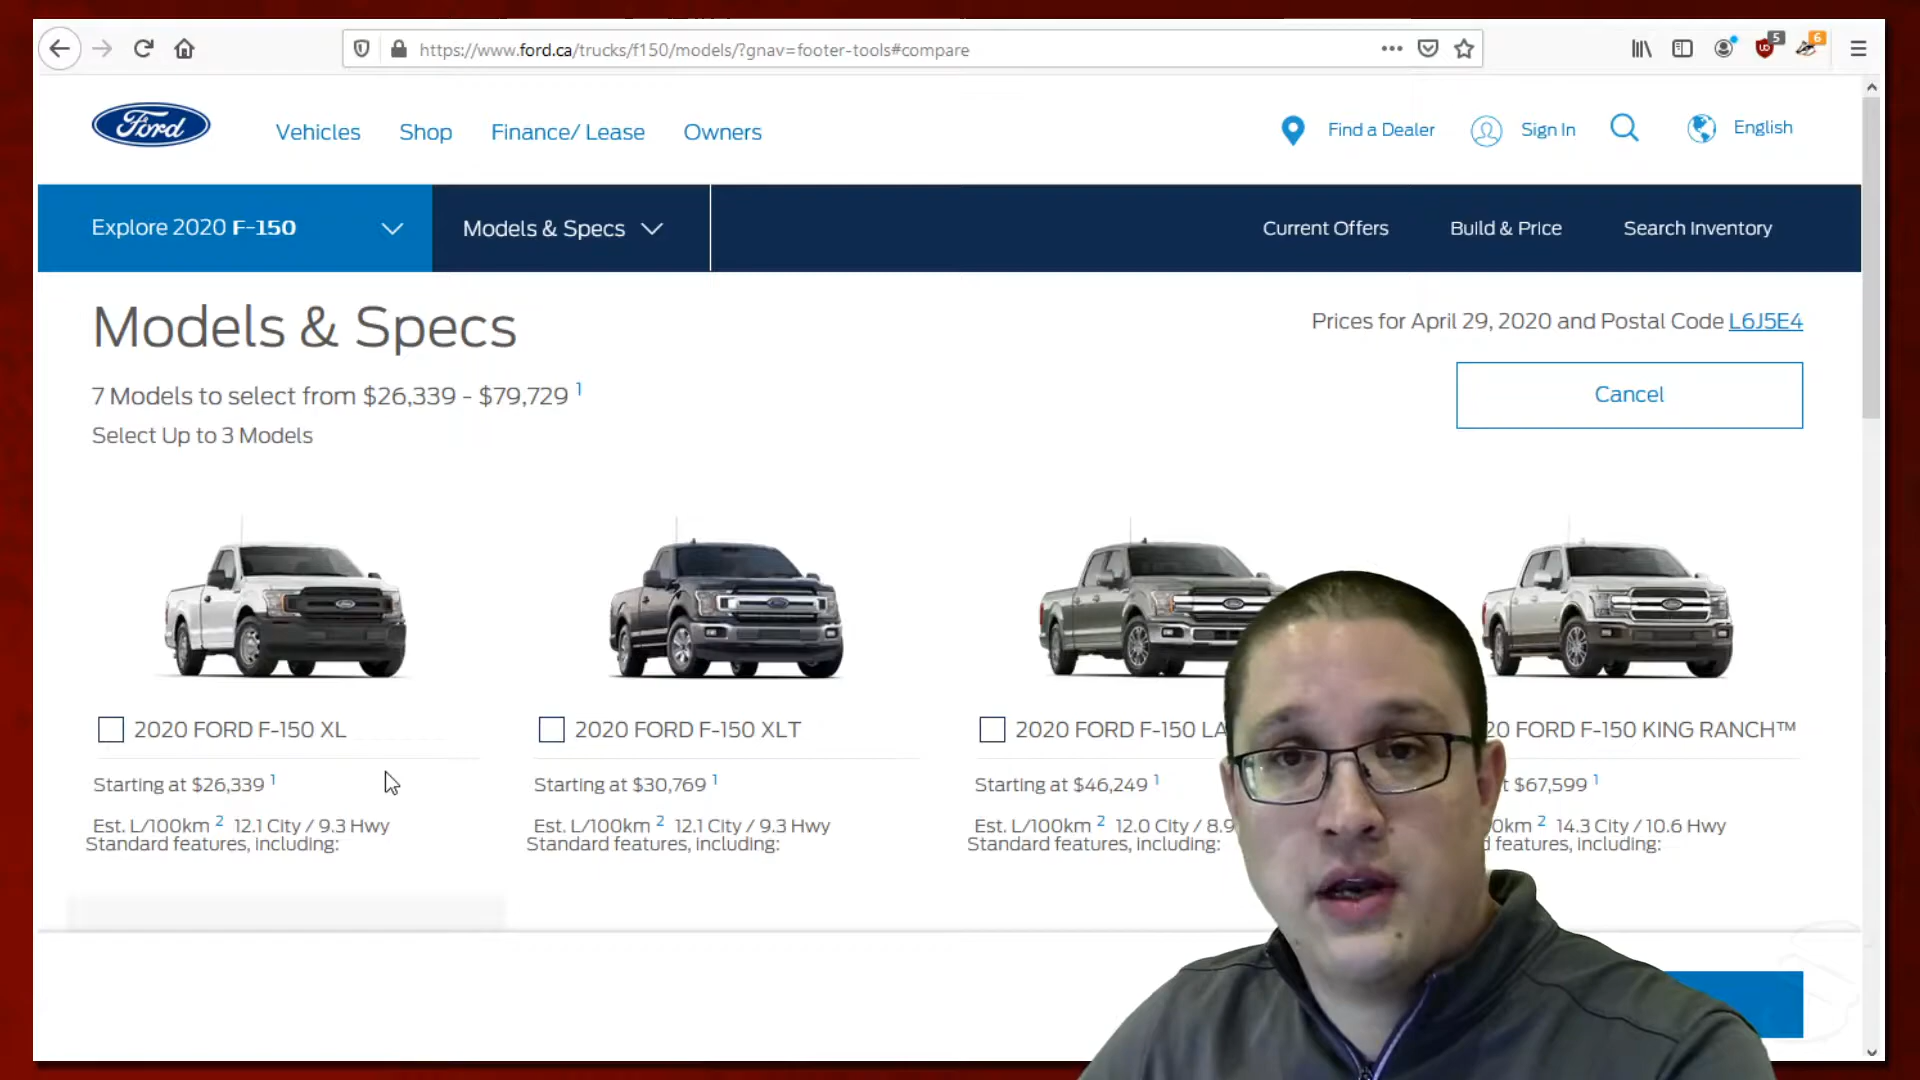 https://www.ford.ca/trucks/f150/models/?gnav=footer-tools#compare
5
6
Ford
Vehicles
Shop
Finance/ Lease
Owners
Find a Dealer
Sign In
English
Explore 2020 F-150
Models & Specs
Current Offers
Build & Price
Search Inventory
Models & Specs
Prices for April 29, 2020 and Postal Code L6J5E4
7 Models to select from $26,339 - $79,729 1
Cancel
Select Up to 3 Models
2020 FORD F-150 XL
Starting at $26,339 1
Est. L/100km 2 12.1 City / 9.3 Hwy
Standard features, including:
2020 FORD F-150 XLT
Starting at $30,769 1
Est. L/100km 2 12.1 City / 9.3 Hwy
Standard features, including:
2020 FORD F-150 LA
Starting at $46,249 1
Est. L/100km 2 12.0 City / 8.9
Standard features, including:
20 FORD F-150 KING RANCH™
t $67,599 1
0km 2 14.3 City / 10.6 Hwy
d features, including: